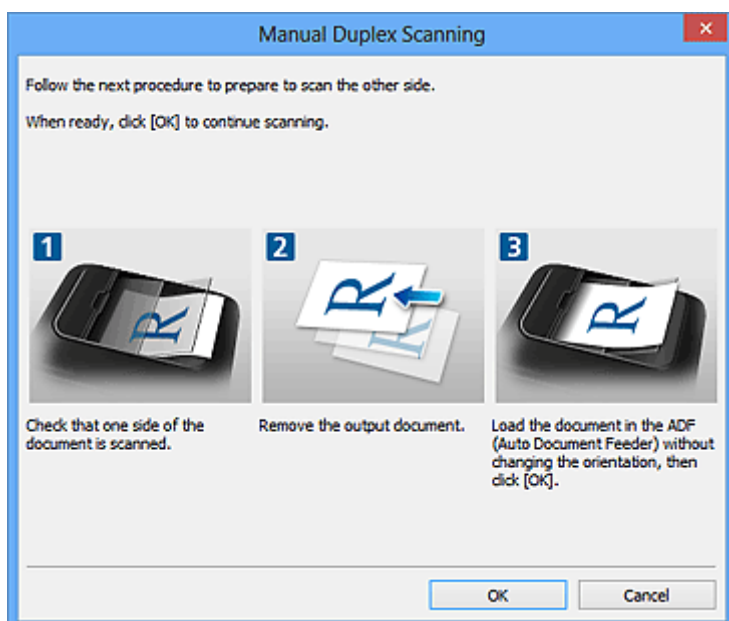 Manual Duplex Scanning
Follow the next procedure to prepare to scan the other side.
When ready, click [OK] to continue scanning.
1
2
3
R
R
R
R
Check that one side of the
document is scanned.
Remove the output document.
Load the document in the ADF
(Auto Document Feeder) without
changing the orientation, then
click [OK].
OK
Cancel